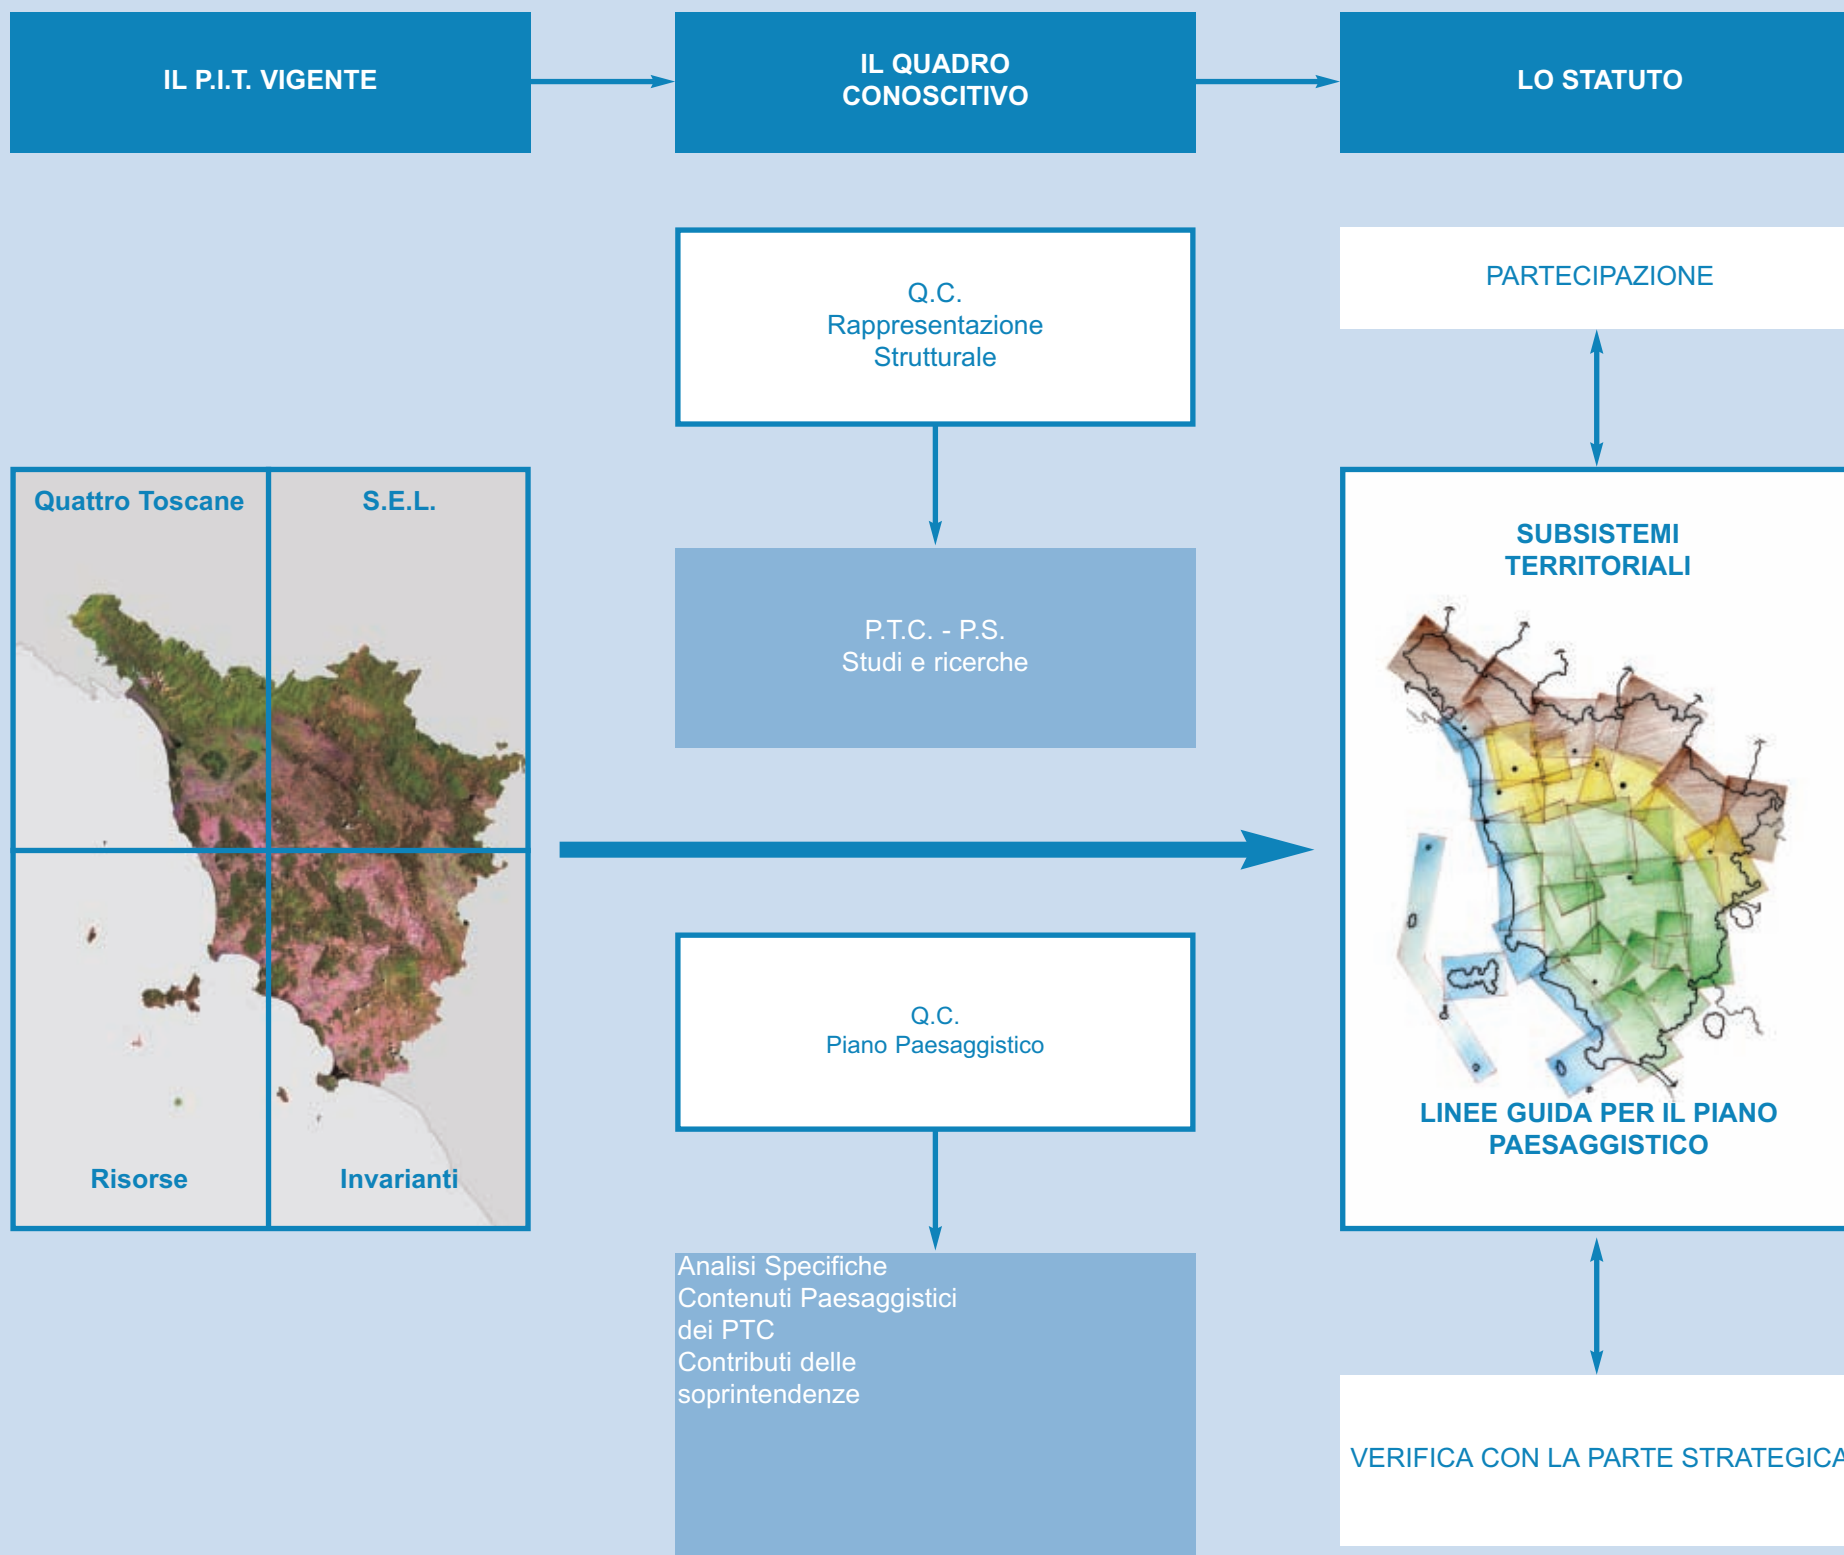 IL P.I.T. VIGENTE
IL QUADRO
CONOSCITIVO
LO STATUTO
Q.C.
Rappresentazione
Strutturale
PARTECIPAZIONE
Quattro Toscane
S.E.L.
Risorse
Invarianti
P.T.C. - P.S.
Studi e ricerche
Q.C.
Piano Paesaggistico
Analisi Specifiche
Contenuti Paesaggistici
dei PTC
Contributi delle
soprintendenze
SUBSISTEMI
TERRITORIALI
LINEE GUIDA PER IL PIANO
PAESAGGISTICO
VERIFICA CON LA PARTE STRATEGICA